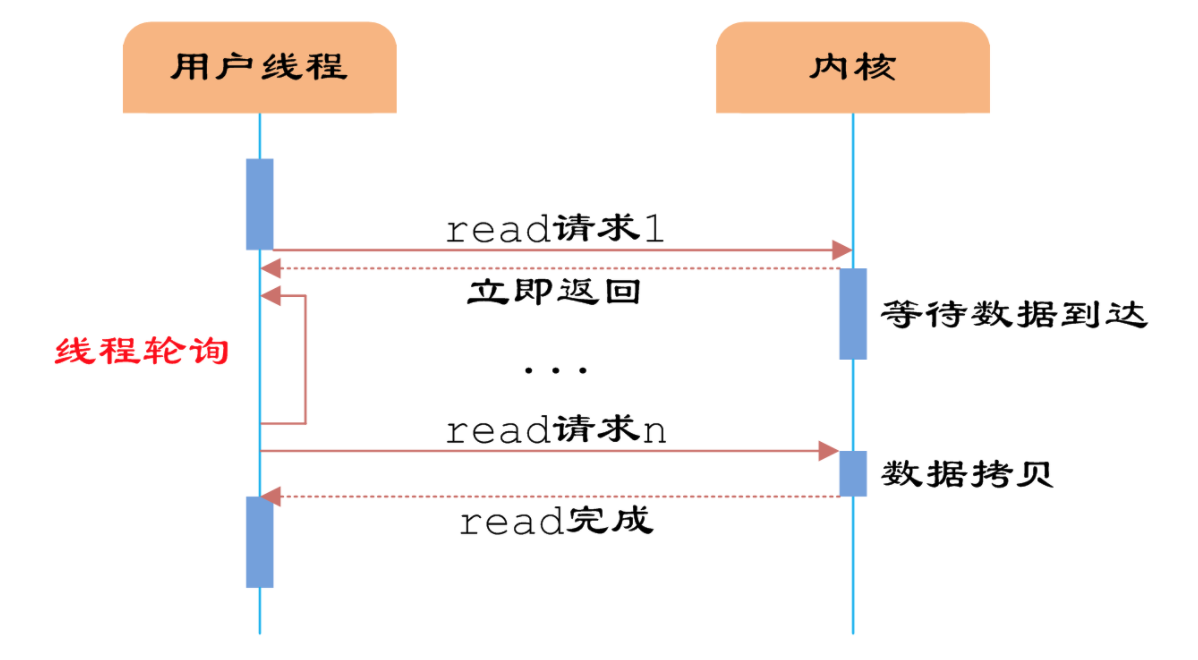 用户线程
内核
read请求1
立即返回
等待数据到达
线程轮询
...
read请求n
数据拷贝
read完成